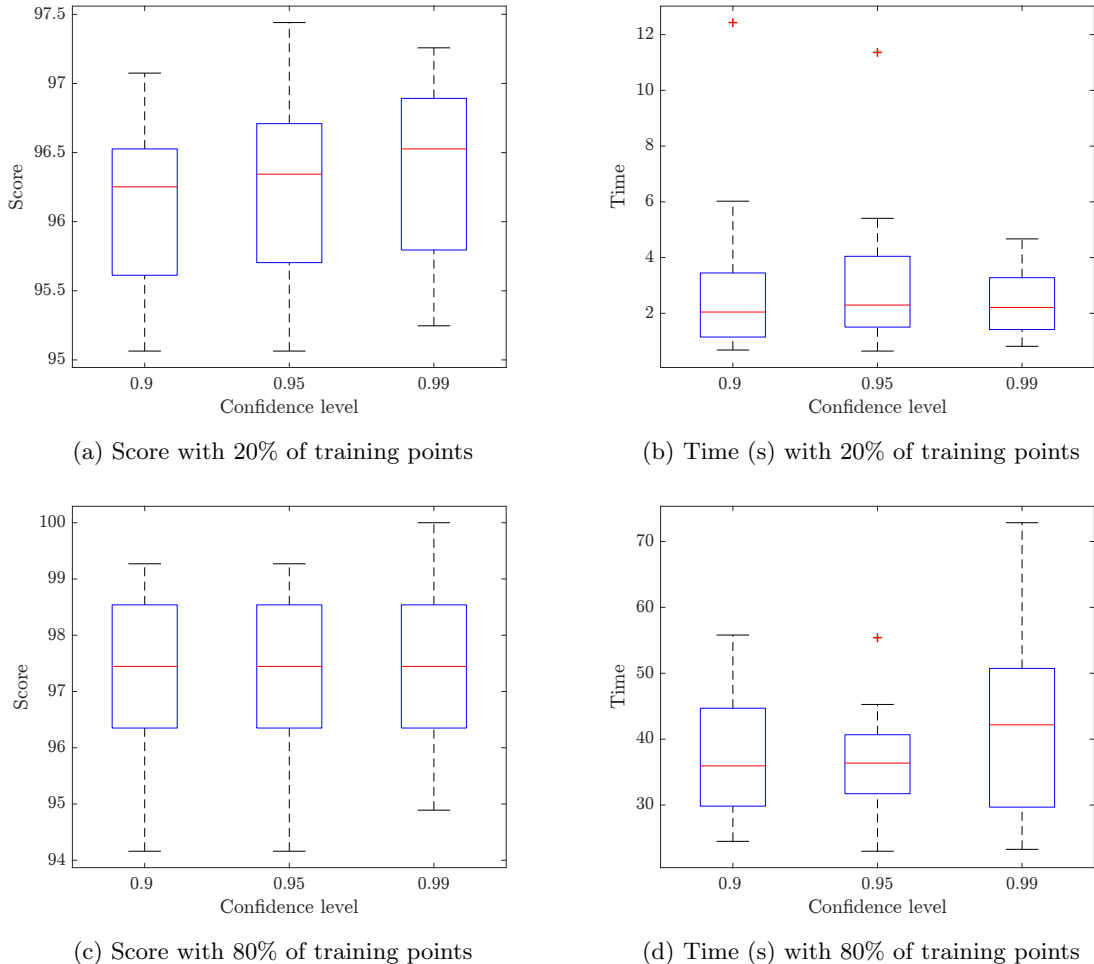 97.5
97
96.5
96
95.5
95
Score
0.9 0.95 0.99
Confidence level
(a) Score with 20% of training points
12
10
8
6
4
2
Time
0.9 0.95 0.99
Confidence level
(b) Time (s) with 20% of training points
100
99
98
97
96
95
94
Score
0.9 0.95 0.99
Confidence level
(c) Score with 80% of training points
70
60
50
40
30
Time
0.9 0.95 0.99
Confidence level
(d) Time (s) with 80% of training points